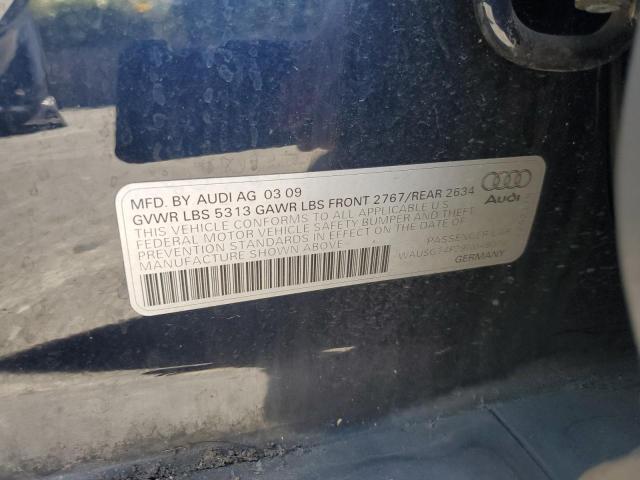 MFD. BY AUDI AG 03 09
GVWR LBS 5313 GAWR LBS FRONT 2767/REAR 2634
THIS VEHICLE CONFORMS TO ALL APPLICABLE U.S.
FEDERAL MOTOR VEHICLE SAFETY BUMPER AND THEFT
PREVENTION STANDARDS IN EFFECT ON THE DATE OF
MANUFACTURE SHOWN ABOVE
PASSENGER CAR
GERMANY
Audi